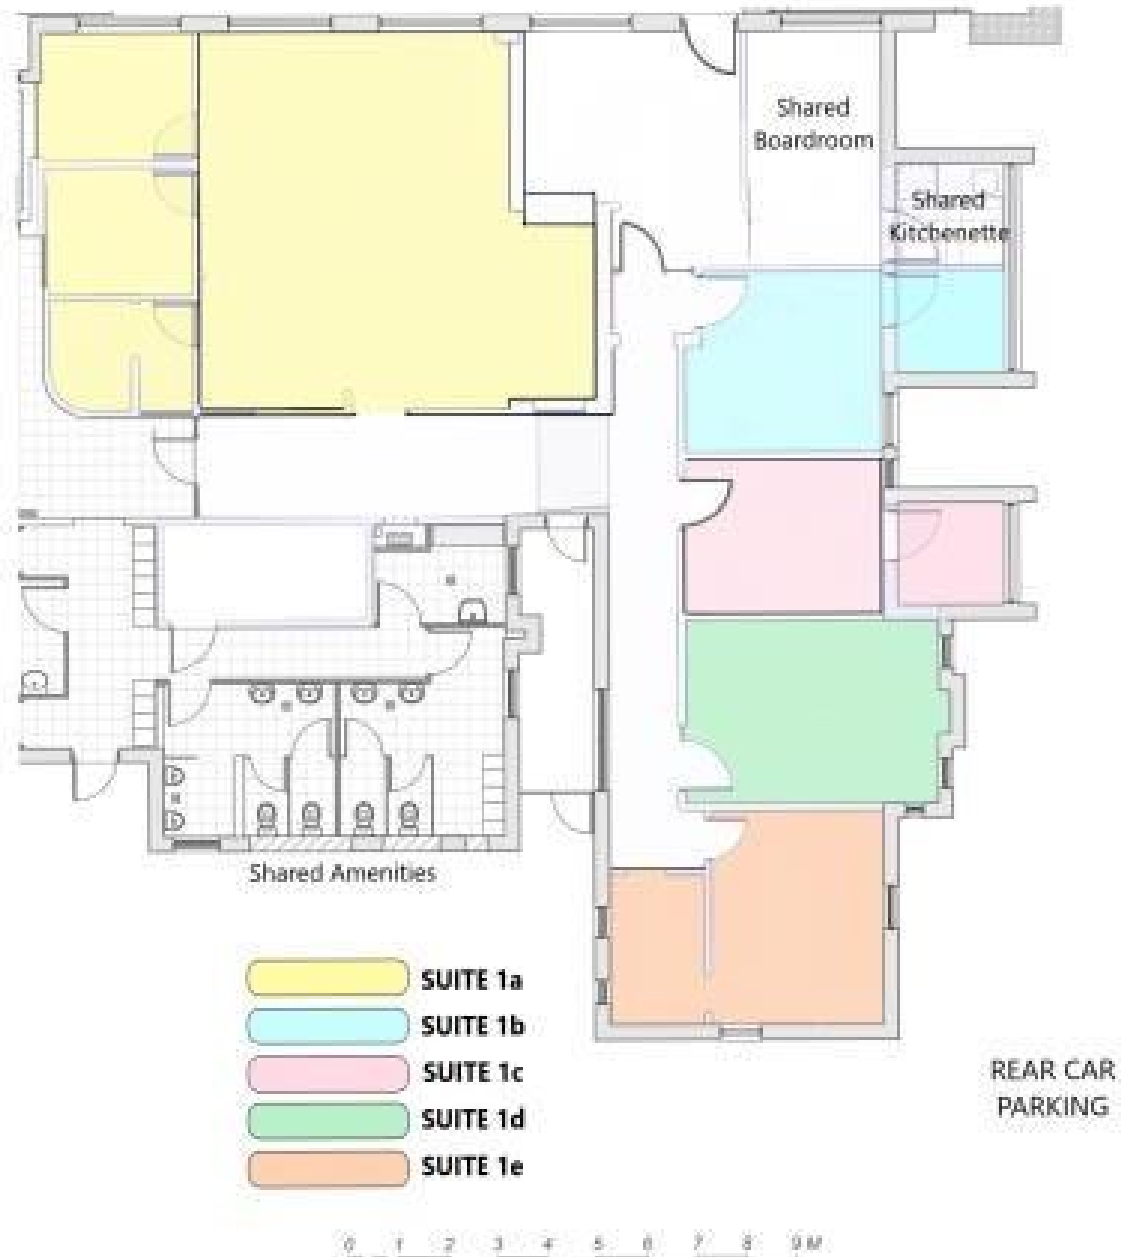 Shared
Boardroom
Shared
Kitchenette
Shared Amenities
SUITE 1a
SUITE 1b
SUITE 1c
SUITE 1d
SUITE 1e
REAR CAR
PARKING
0 1 2 3 4 5 6 7 8 9 M